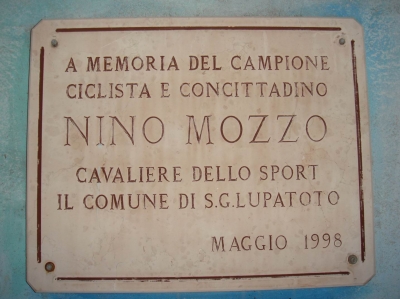 A MEMORIA DEL CAMPIONE
CICLISTA E CONCITTADINO
NINO MOZZO
CAVALIERE DELLO SPORT
IL COMUNE DI S.G.LUPATOTO
MAGGIO 1998